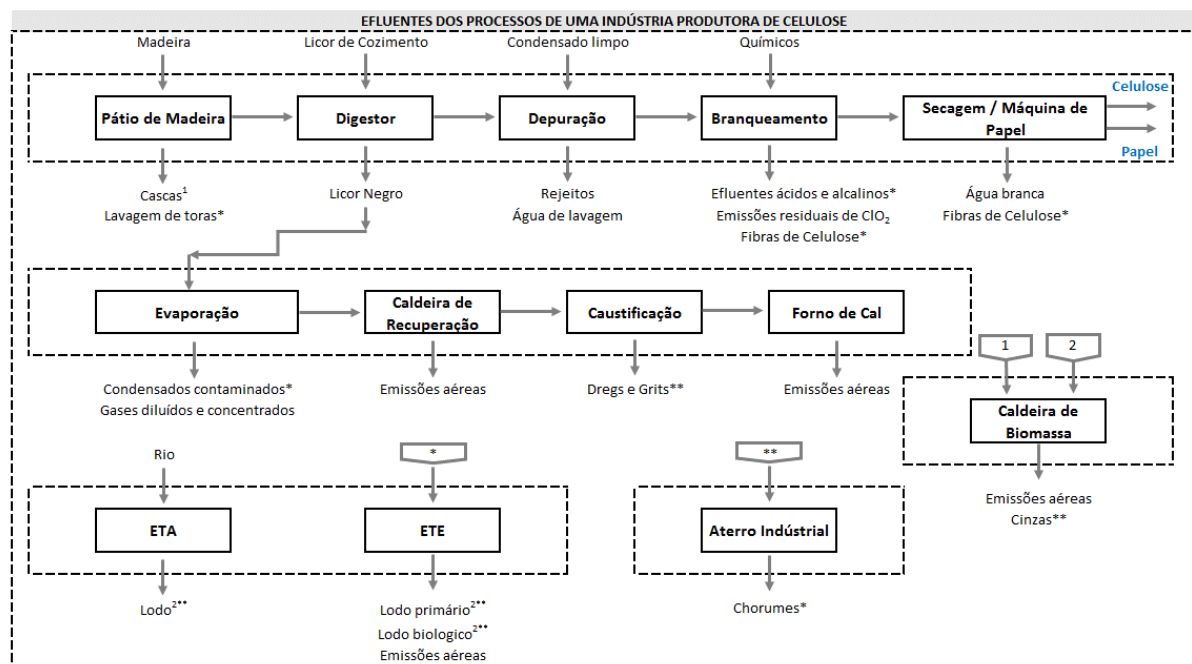 EFLUENTES DOS PROCESSOS DE UMA INDÚSTRIA PRODUTORA DE CELULOSE
Madeira
Licor de Cozimento
Condensado limpo
Químicos
Pátio de Madeira
Digestor
Depuração
Branqueamento
Secagem / Máquina de
Papel
Celulose
Papel
Cascas¹
Lavagem de toras*
Licor Negro
Rejeitos
Água de lavagem
Efluentes ácidos e alcalinos*
Emissões residuais de ClO₂
Fibras de Celulose*
Água branca
Fibras de Celulose*
Evaporação
Caldeira de
Recuperação
Caustificação
Forno de Cal
Condensados contaminados*
Gases diluídos e concentrados
Emissões aéreas
Dregs e Grits**
Emissões aéreas
1
2
Caldeira de
Biomassa
Emissões aéreas
Cinzas**
Rio
*
**
ETA
ETE
Aterro Indústrial
Lodo²**
Lodo primário²**
Lodo biologico²**
Emissões aéreas
Chorumes*